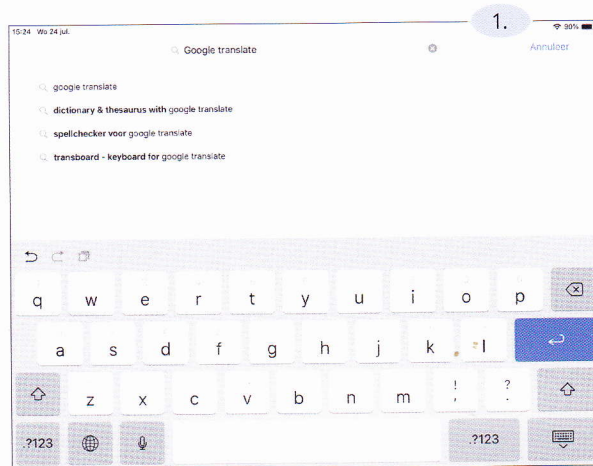 1.
15:24 Wo 24 jul.
90%
Google translate
Annuleer
google translate
dictionary & thesaurus with google translate
spellchecker voor google translate
transboard - keyboard for google translate
q w e r t y u i o p
a s d f g h j k l
z x c v b n m ! , ? .
.?123 .?123